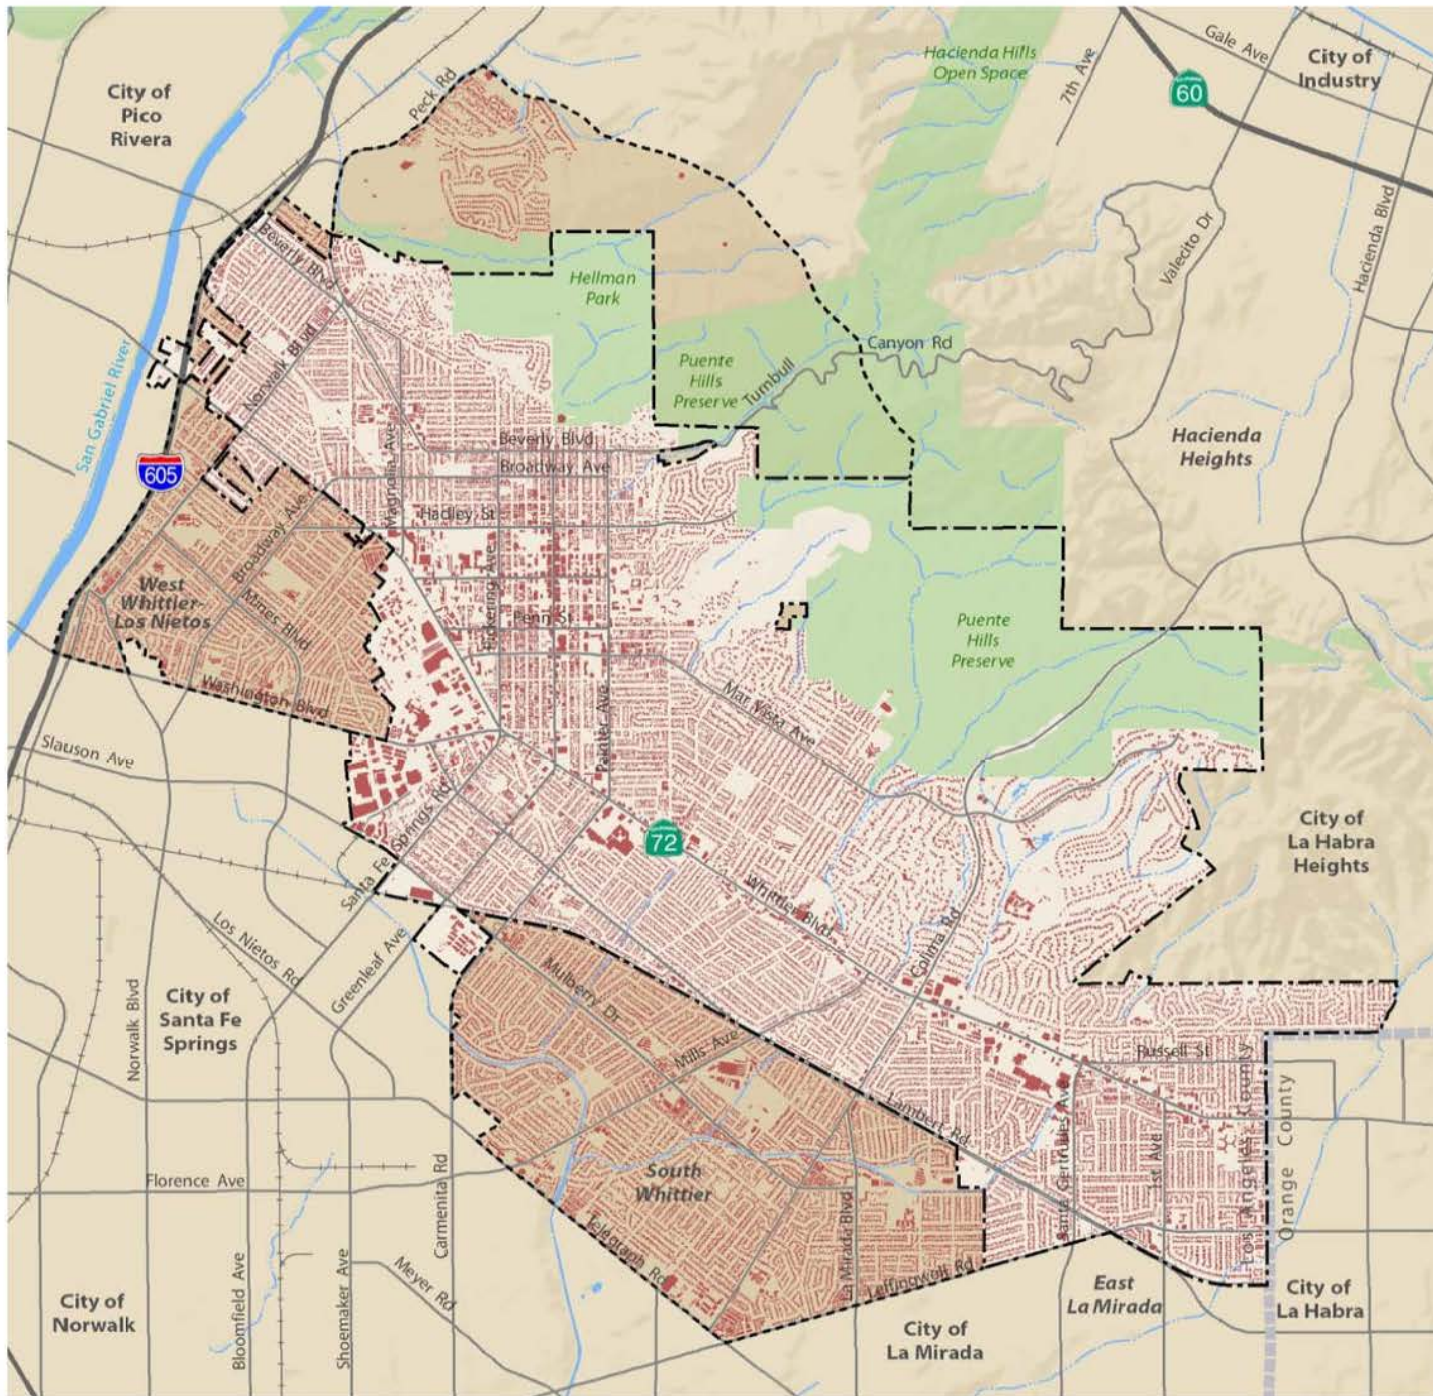 Hacienda Hills
Open Space
7th Ave
Gale Ave
City of
Industry
60
City of
Pico
Rivera
Peck Rd
Beverly Blvd
Hellman
Park
Valecito Dr
Hacienda Blvd
San Gabriel River
Norwalk Blvd
Puente
Hills
Preserve
Turnbull
Canyon Rd
Hacienda
Heights
605
Magnolia Ave
Beverly Blvd
Broadway Ave
Hadley St
Broadway Ave
West
Whittier-
Los Nietos
Mines Blvd
Pickering Ave
Penn St
Puente
Hills
Preserve
Washington Blvd
Painter Ave
Mar Vista Ave
Slauson Ave
Santa Fe Springs Rd
72
City of
La Habra
Heights
Whittier Blvd
Colima Rd
Los Nietos Rd
Greenleaf Ave
Mulberry Dr
City of
Santa Fe
Springs
Norwalk Blvd
Mills Ave
Russell St
Lambert Rd
Santa Gertrudes Ave
1st Ave
Los Angeles County
Orange County
Florence Ave
Carmenita Rd
South
Whittier
Telegraph Rd
La Mirada Blvd
Leffingwell Rd
Bloomfield Ave
Shoemaker Ave
Meyer Rd
City of
Norwalk
East
La Mirada
City of
La Habra
City of
La Mirada